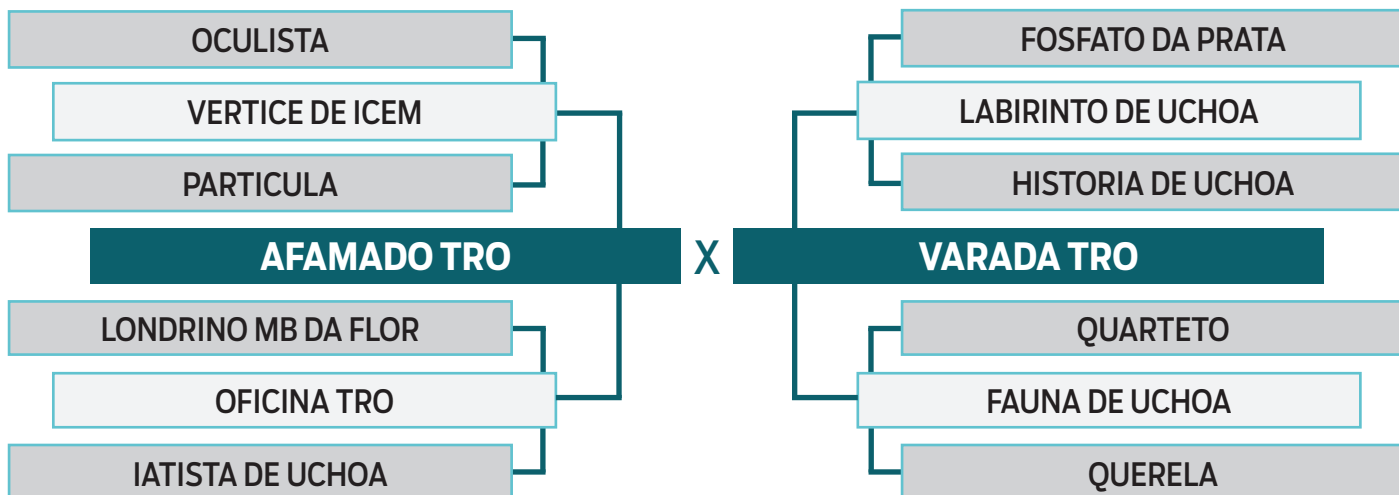 OCULISTA
VERTICE DE ICEM
PARTICULA
AFAMADO TRO
LONDRINO MB DA FLOR
OFICINA TRO
IATISTA DE UCHOA
X
FOSFATO DA PRATA
LABIRINTO DE UCHOA
HISTORIA DE UCHOA
VARADA TRO
QUARTETO
FAUNA DE UCHOA
QUERELA